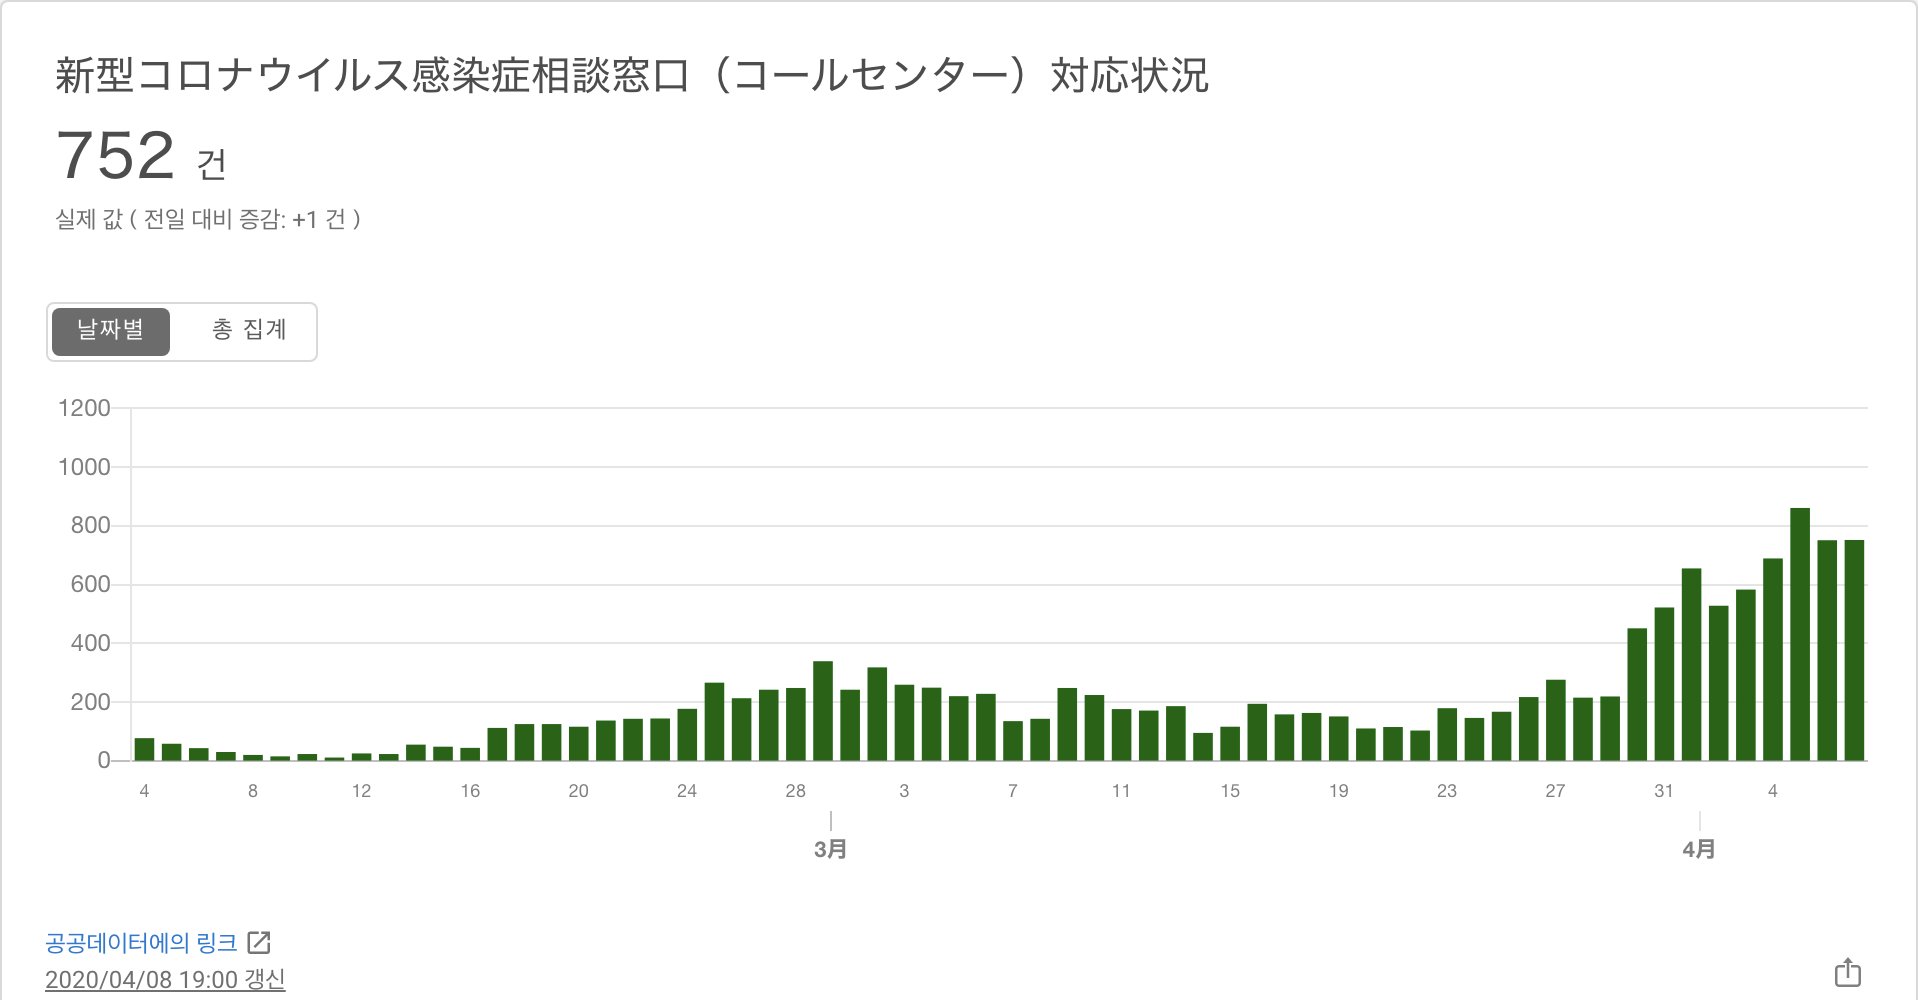 新型コロナウイルス感染症相談窓口（コールセンター）対応状況
752 건
실제 값 ( 전일 대비 증감: +1 건 )
날짜별 총 집계
1200
1000
800
600
400
200
0
4 8 12 16 20 24 28 3 7 11 15 19 23 27 31 4
3月 4月
공공데이터에의 링크
2020/04/08 19:00 갱신